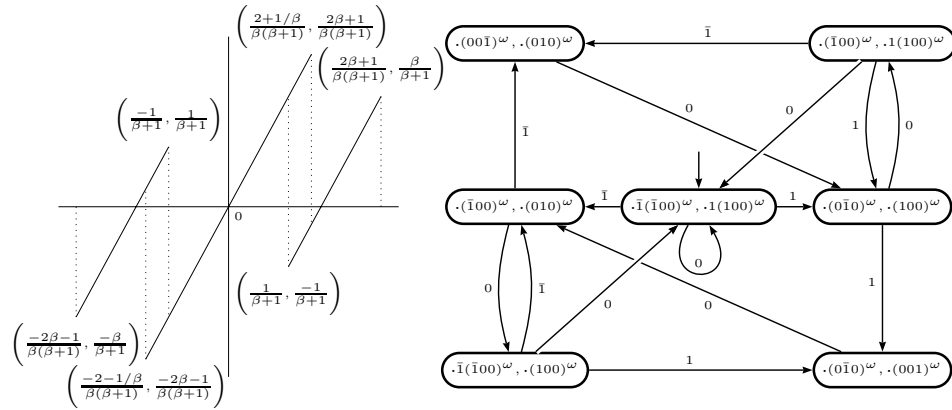 (2+1/β / β(β+1), 2β+1 / β(β+1))
(2β+1 / β(β+1), β / β+1)
(−1 / β+1, 1 / β+1)
0
(1 / β+1, −1 / β+1)
(−2β−1 / β(β+1), −β / β+1)
(−2−1/β / β(β+1), −2β−1 / β(β+1))
.(001̄)^ω, .(010)^ω
1̄
.(1̄00)^ω, .1(100)^ω
0
0
1
0
1̄
.(1̄00)^ω, .(010)^ω
1̄
.1̄(1̄00)^ω, .1(100)^ω
1
.(01̄0)^ω, .(100)^ω
0
0
1̄
0
0
1
.1̄(1̄00)^ω, .(100)^ω
1
.(01̄0)^ω, .(001)^ω